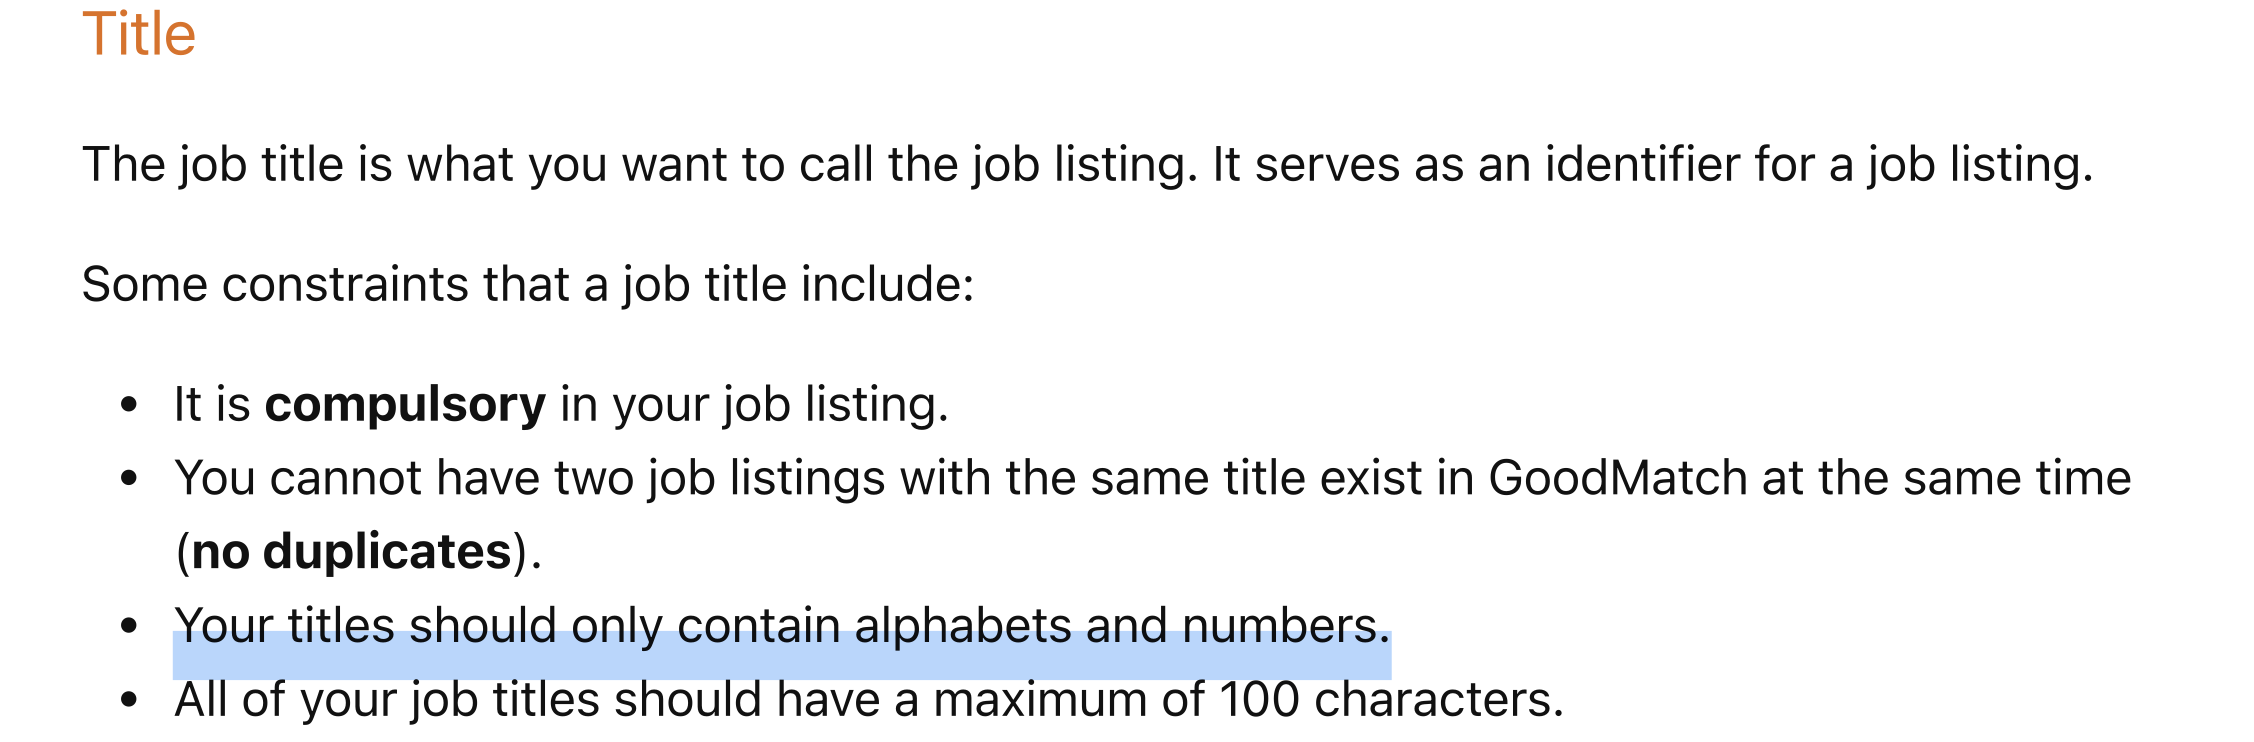 Title
The job title is what you want to call the job listing. It serves as an identifier for a job listing.
Some constraints that a job title include:
• It is compulsory in your job listing.
• You cannot have two job listings with the same title exist in GoodMatch at the same time
(no duplicates).
• Your titles should only contain alphabets and numbers.
• All of your job titles should have a maximum of 100 characters.